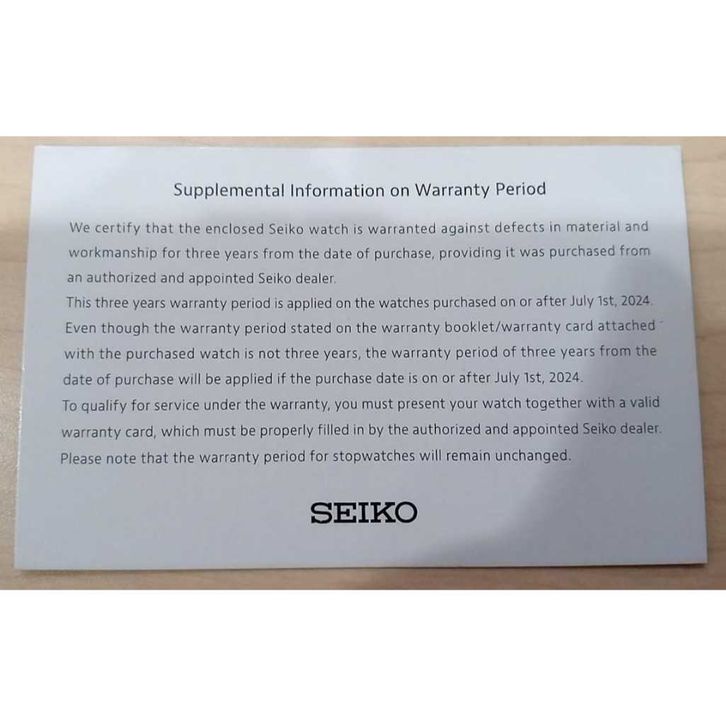 Supplemental Information on Warranty Period
We certify that the enclosed Seiko watch is warranted against defects in material and
workmanship for three years from the date of purchase, providing it was purchased from
an authorized and appointed Seiko dealer.
This three years warranty period is applied on the watches purchased on or after July 1st, 2024.
Even though the warranty period stated on the warranty booklet/warranty card attached
with the purchased watch is not three years, the warranty period of three years from the
date of purchase will be applied if the purchase date is on or after July 1st, 2024.
To qualify for service under the warranty, you must present your watch together with a valid
warranty card, which must be properly filled in by the authorized and appointed Seiko dealer.
Please note that the warranty period for stopwatches will remain unchanged.
SEIKO